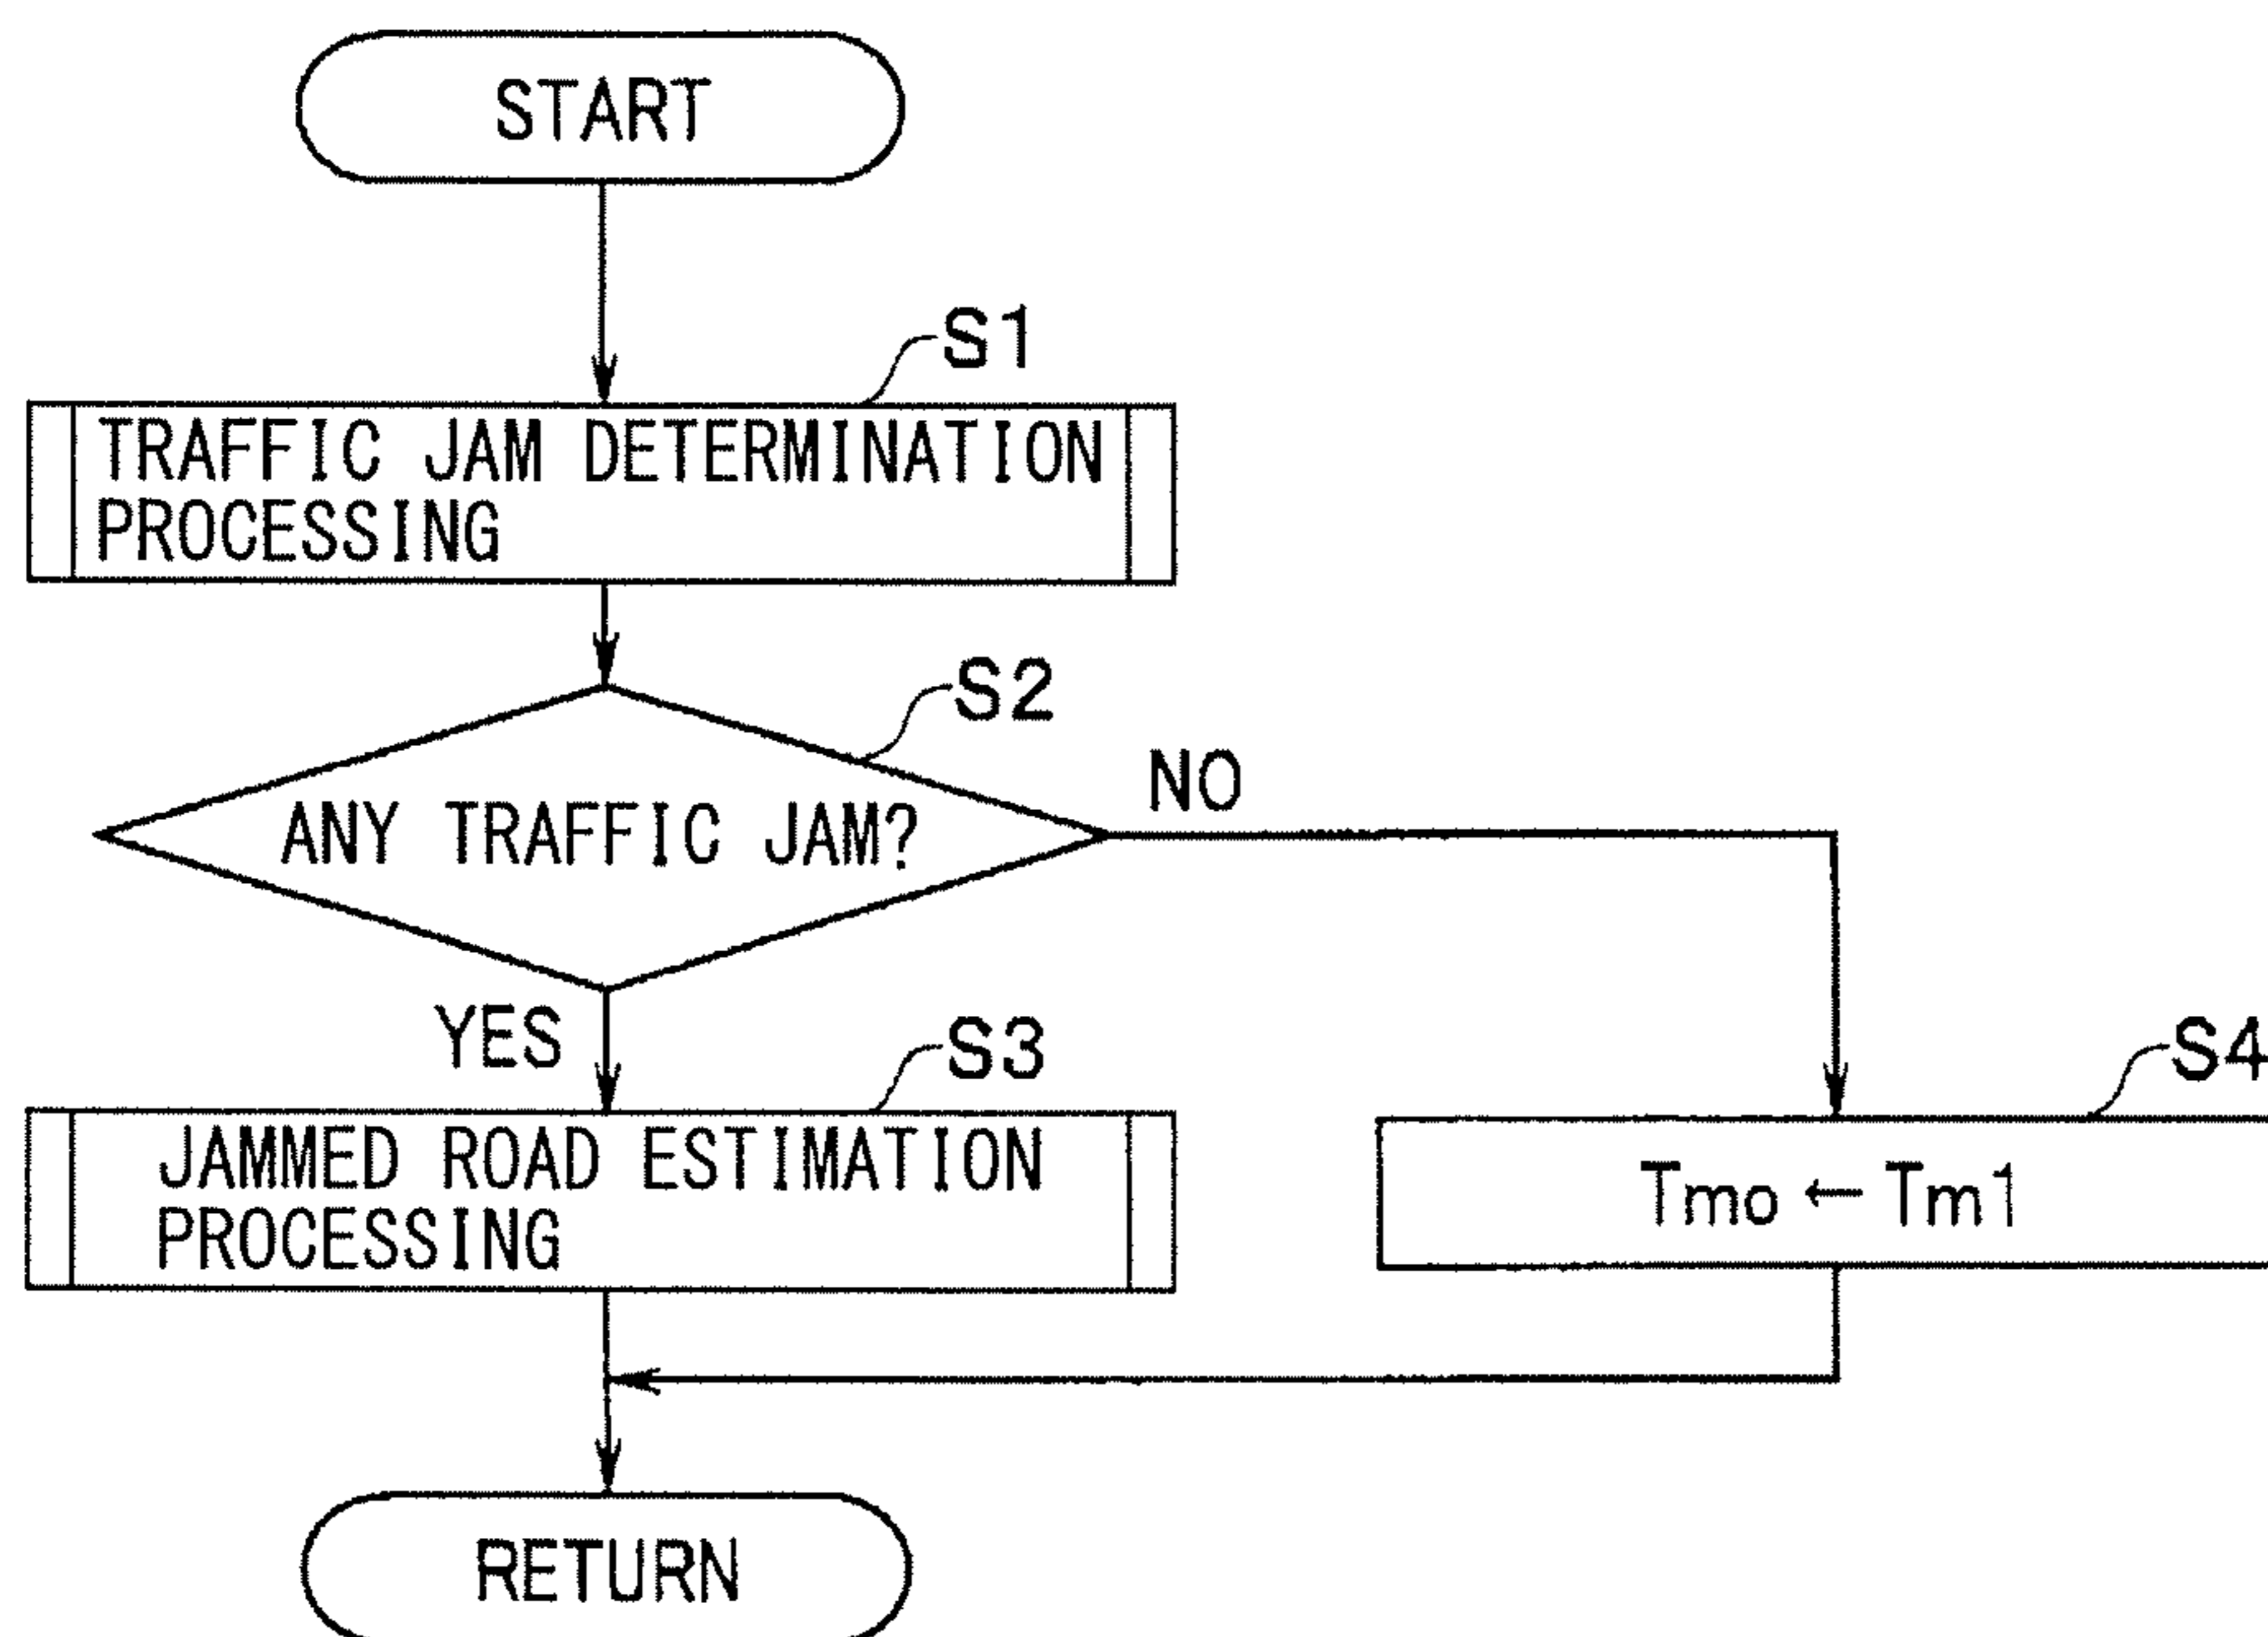 START
S1
TRAFFIC JAM DETERMINATION
PROCESSING
S2
ANY TRAFFIC JAM?
NO
YES
S3
JAMMED ROAD ESTIMATION
PROCESSING
S4
Tmo ← Tm1
RETURN